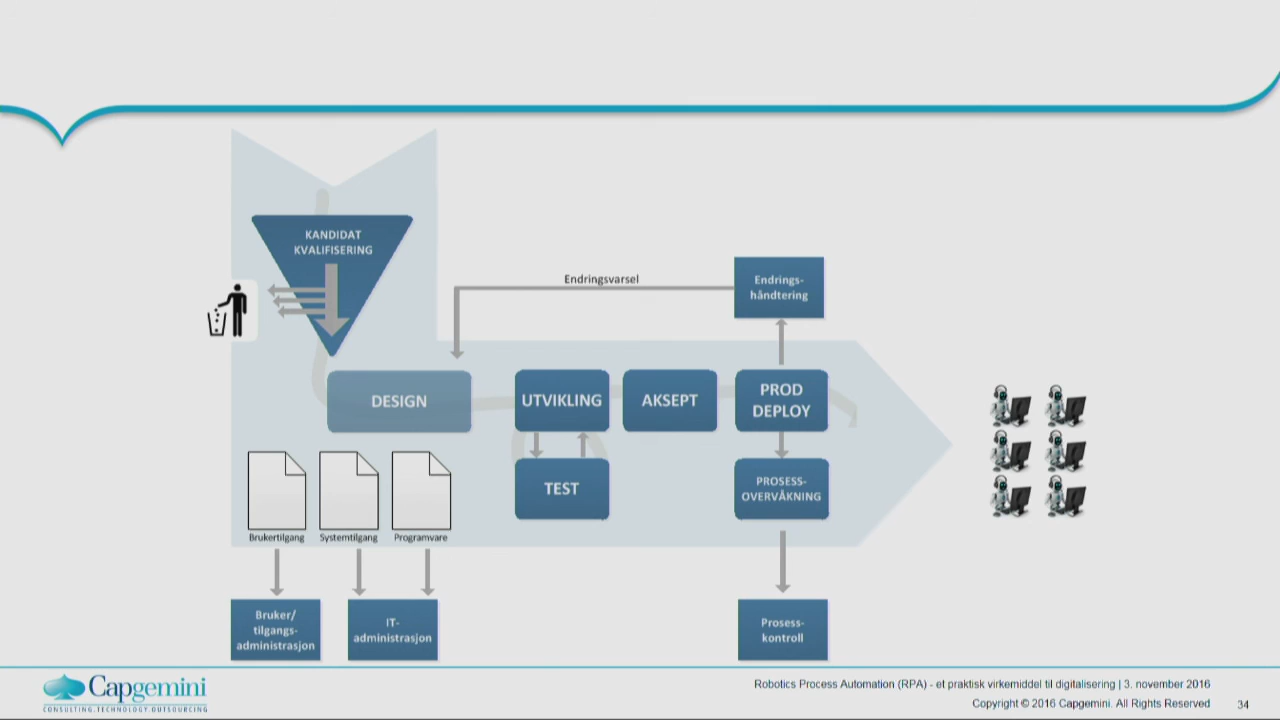 KANDIDAT
KVALIFISERING
Endringsvarsel
Endrings-
håndtering
DESIGN
UTVIKLING
AKSEPT
PROD
DEPLOY
TEST
PROSESS-
OVERVÅKNING
Brukertilgang
Systemtilgang
Programvare
Bruker/
tilgangs-
administrasjon
IT-
administrasjon
Prosess-
kontroll
Capgemini
CONSULTING.TECHNOLOGY.OUTSOURCING
Robotics Process Automation (RPA) - et praktisk virkemiddel til digitalisering | 3. november 2016
Copyright © 2016 Capgemini. All Rights Reserved
34